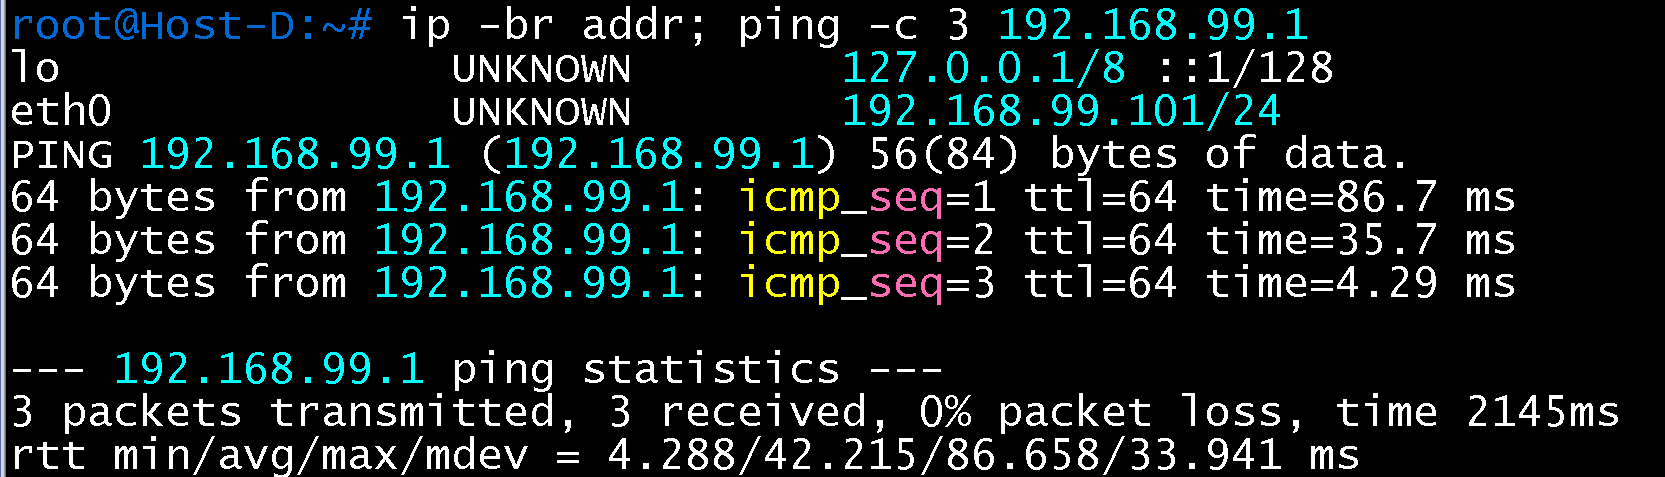 root@Host-D:~# ip -br addr; ping -c 3 192.168.99.1
lo UNKNOWN 127.0.0.1/8 ::1/128
eth0 UNKNOWN 192.168.99.101/24
PING 192.168.99.1 (192.168.99.1) 56(84) bytes of data.
64 bytes from 192.168.99.1: icmp_seq=1 ttl=64 time=86.7 ms
64 bytes from 192.168.99.1: icmp_seq=2 ttl=64 time=35.7 ms
64 bytes from 192.168.99.1: icmp_seq=3 ttl=64 time=4.29 ms
--- 192.168.99.1 ping statistics ---
3 packets transmitted, 3 received, 0% packet loss, time 2145ms
rtt min/avg/max/mdev = 4.288/42.215/86.658/33.941 ms